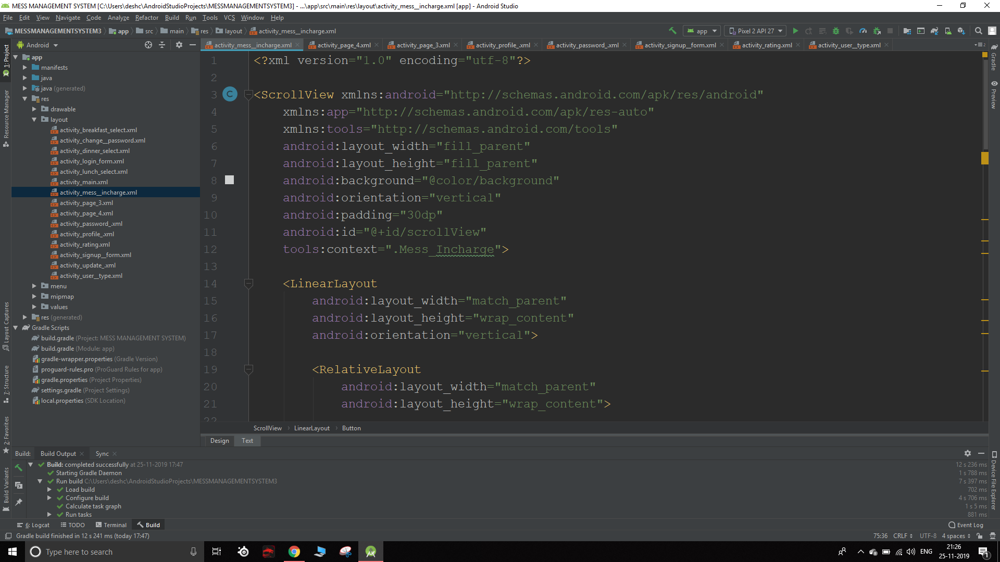 MESS MANAGEMENT SYSTEM [C:\Users\deshc\AndroidStudioProjects\MESSMANAGEMENTSYSTEM3] - ...\app\src\main\res\layout\activity_mess__incharge.xml [app] - Android Studio
File Edit View Navigate Code Analyze Refactor Build Run Tools VCS Window Help
MESSMANAGEMENTSYSTEM3 app src main res layout activity_mess__incharge.xml
app Pixel 2 API 27
Android
activity_mess__incharge.xml activity_page_4.xml activity_page_3.xml activity_profile_.xml activity_password_.xml activity_signup__form.xml activity_rating.xml activity_user__type.xml
1: Project
Resource Manager
Layout Captures
7: Structure
2: Favorites
Build Variants
app
manifests
java
java (generated)
res
drawable
layout
activity_breakfast_select.xml
activity_change__password.xml
activity_dinner_select.xml
activity_login_form.xml
activity_lunch_select.xml
activity_main.xml
activity_mess__incharge.xml
activity_page_3.xml
activity_page_4.xml
activity_password_.xml
activity_profile_.xml
activity_rating.xml
activity_signup__form.xml
activity_update_.xml
activity_user__type.xml
menu
mipmap
values
res (generated)
Gradle Scripts
build.gradle (Project: MESS MANAGEMENT SYSTEM)
build.gradle (Module: app)
gradle-wrapper.properties (Gradle Version)
proguard-rules.pro (ProGuard Rules for app)
gradle.properties (Project Properties)
settings.gradle (Project Settings)
local.properties (SDK Location)
1 <?xml version="1.0" encoding="utf-8"?>
2
3 C <ScrollView xmlns:android="http://schemas.android.com/apk/res/android"
4 xmlns:app="http://schemas.android.com/apk/res-auto"
5 xmlns:tools="http://schemas.android.com/tools"
6 android:layout_width="fill_parent"
7 android:layout_height="fill_parent"
8 android:background="@color/background"
9 android:orientation="vertical"
10 android:padding="30dp"
11 android:id="@+id/scrollView"
12 tools:context=".Mess_Incharge">
13
14 <LinearLayout
15 android:layout_width="match_parent"
16 android:layout_height="wrap_content"
17 android:orientation="vertical">
18
19 <RelativeLayout
20 android:layout_width="match_parent"
21 android:layout_height="wrap_content">
22
ScrollView LinearLayout Button
Design Text
Gradle
Preview
Device File Explorer
Build: Build Output Sync
Build: completed successfully at 25-11-2019 17:47 12 s 236 ms
Starting Gradle Daemon 1 s 788 ms
Run build C:\Users\deshc\AndroidStudioProjects\MESSMANAGEMENTSYSTEM3 7 s 397 ms
Load build 702 ms
Configure build 4 s 706 ms
Calculate task graph 1 s 5 ms
Run tasks 881 ms
6: Logcat TODO Terminal Build Event Log
Gradle build finished in 12 s 241 ms (today 17:47) 75:36 CRLF UTF-8 4 spaces
Type here to search ENG 21:26
25-11-2019 1